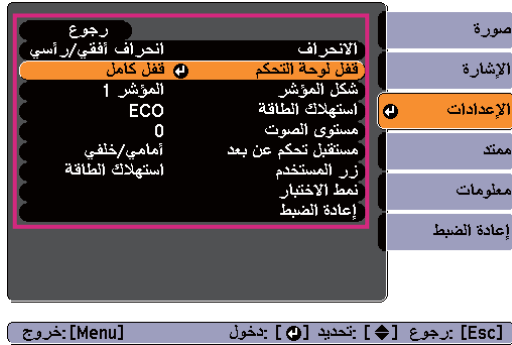 صورة
الإشارة
الإعدادات
ممتد
معلومات
إعادة الضبط
رجوع
الانحراف انحراف أفقي/رأسي
قفل لوحة التحكم قفل كامل
شكل المؤشر المؤشر 1
استهلاك الطاقة ECO
مستوى الصوت 0
مستقبل تحكم عن بعد أمامي/خلفي
زر المستخدم استهلاك الطاقة
نمط الاختبار
إعادة الضبط
[Esc] :رجوع [◆] :تحديد [⏎] :دخول [Menu]:خروج